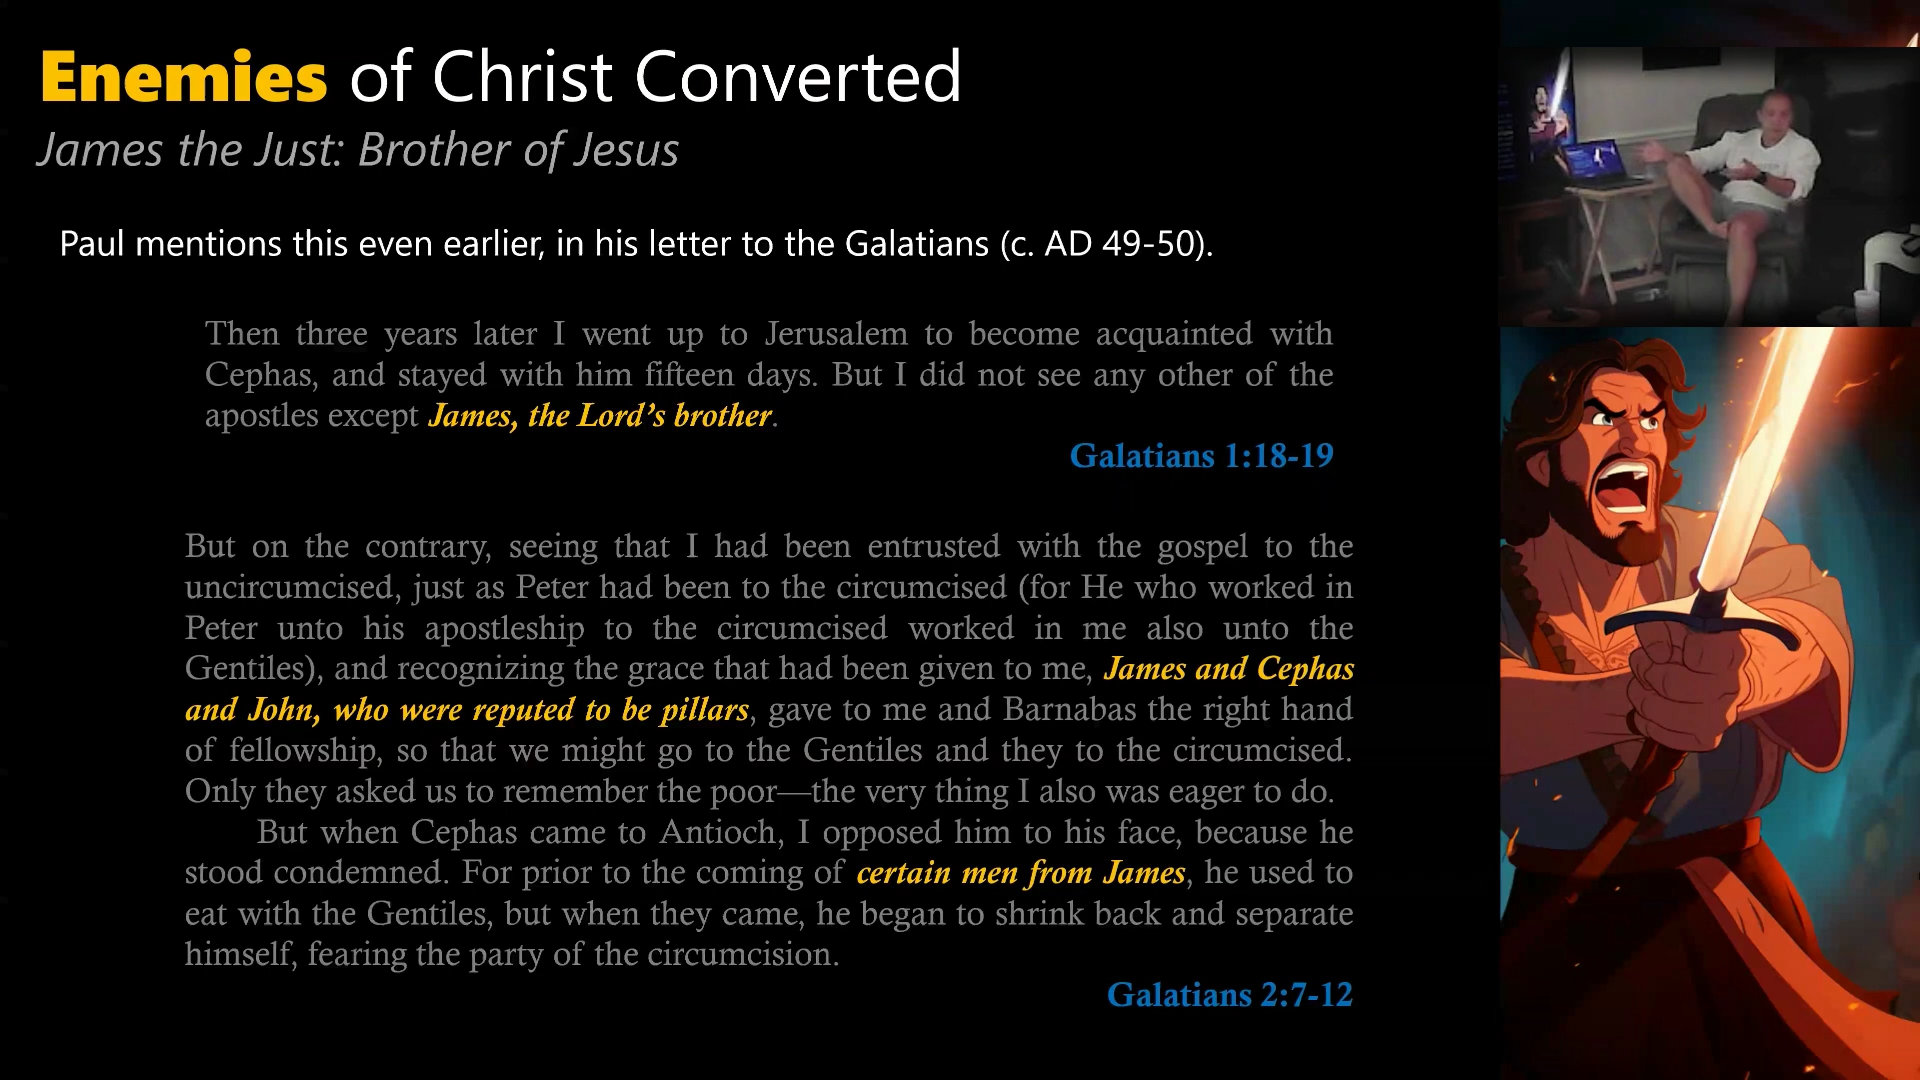 Enemies of Christ Converted
James the Just: Brother of Jesus
Paul mentions this even earlier, in his letter to the Galatians (c. AD 49-50).
Then three years later I went up to Jerusalem to become acquainted with
Cephas, and stayed with him fifteen days. But I did not see any other of the
apostles except James, the Lord’s brother.
Galatians 1:18-19
But on the contrary, seeing that I had been entrusted with the gospel to the
uncircumcised, just as Peter had been to the circumcised (for He who worked in
Peter unto his apostleship to the circumcised worked in me also unto the
Gentiles), and recognizing the grace that had been given to me, James and Cephas
and John, who were reputed to be pillars, gave to me and Barnabas the right hand
of fellowship, so that we might go to the Gentiles and they to the circumcised.
Only they asked us to remember the poor—the very thing I also was eager to do.
But when Cephas came to Antioch, I opposed him to his face, because he
stood condemned. For prior to the coming of certain men from James, he used to
eat with the Gentiles, but when they came, he began to shrink back and separate
himself, fearing the party of the circumcision.
Galatians 2:7-12